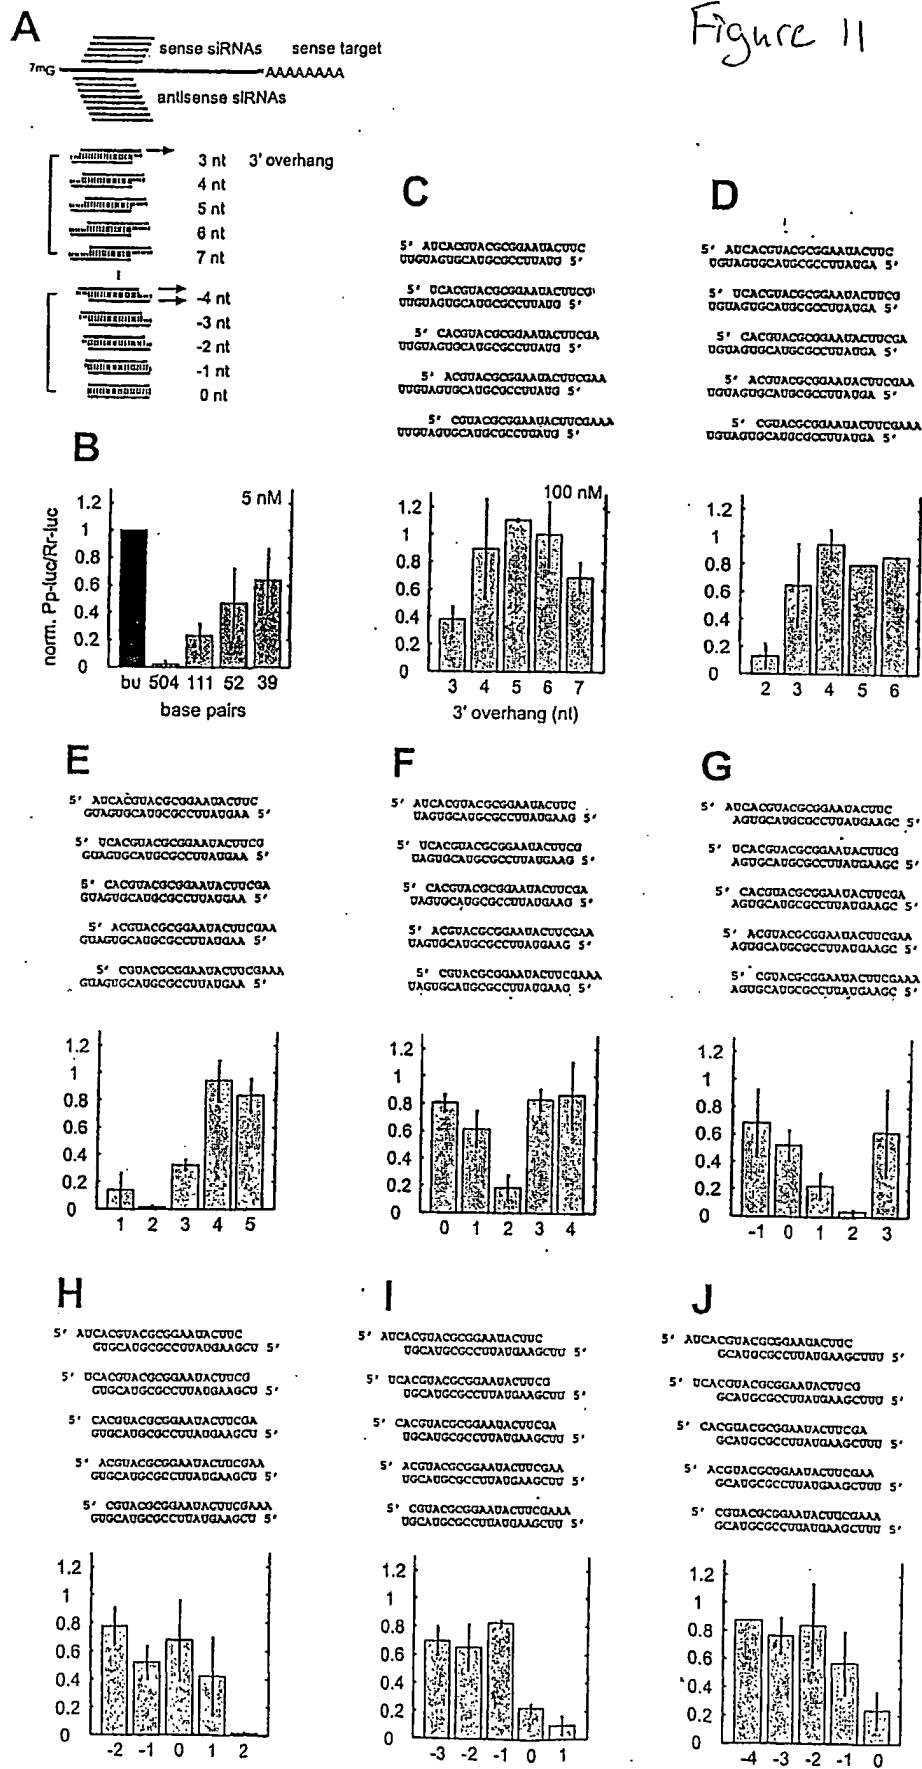 Figure 11
A
sense siRNAs sense target
7mG AAAAAAAA
antisense siRNAs
3 nt 3' overhang
4 nt
5 nt
6 nt
7 nt
-4 nt
-3 nt
-2 nt
-1 nt
0 nt
B
5 nM
norm. Pp-luc/Rr-luc
1.2
1
0.8
0.6
0.4
0.2
0
bu 504 111 52 39
base pairs
C
5' AUCACGUACGCGGAAUACUUC
UUGUAGUGCAUGCGCCUUAUG 5'
5' UCACGUACGCGGAAUACUUCG
UUGUAGUGCAUGCGCCUUAUG 5'
5' CACGUACGCGGAAUACUUCGA
UUGUAGUGCAUGCGCCUUAUG 5'
5' ACGUACGCGGAAUACUUCGAA
UUGUAGUGCAUGCGCCUUAUG 5'
5' CGUACGCGGAAUACUUCGAAA
UUGUAGUGCAUGCGCCUUAUG 5'
100 nM
1.2
1
0.8
0.6
0.4
0.2
0
3 4 5 6 7
3' overhang (nt)
D
5' AUCACGUACGCGGAAUACUUC
UGUAGUGCAUGCGCCUUAUGA 5'
5' UCACGUACGCGGAAUACUUCG
UGUAGUGCAUGCGCCUUAUGA 5'
5' CACGUACGCGGAAUACUUCGA
UGUAGUGCAUGCGCCUUAUGA 5'
5' ACGUACGCGGAAUACUUCGAA
UGUAGUGCAUGCGCCUUAUGA 5'
5' CGUACGCGGAAUACUUCGAAA
UGUAGUGCAUGCGCCUUAUGA 5'
1.2
1
0.8
0.6
0.4
0.2
0
2 3 4 5 6
E
5' AUCACGUACGCGGAAUACUUC
GUAGUGCAUGCGCCUUAUGAA 5'
5' UCACGUACGCGGAAUACUUCG
GUAGUGCAUGCGCCUUAUGAA 5'
5' CACGUACGCGGAAUACUUCGA
GUAGUGCAUGCGCCUUAUGAA 5'
5' ACGUACGCGGAAUACUUCGAA
GUAGUGCAUGCGCCUUAUGAA 5'
5' CGUACGCGGAAUACUUCGAAA
GUAGUGCAUGCGCCUUAUGAA 5'
1.2
1
0.8
0.6
0.4
0.2
0
1 2 3 4 5
F
5' AUCACGUACGCGGAAUACUUC
UAGUGCAUGCGCCUUAUGAAG 5'
5' UCACGUACGCGGAAUACUUCG
UAGUGCAUGCGCCUUAUGAAG 5'
5' CACGUACGCGGAAUACUUCGA
UAGUGCAUGCGCCUUAUGAAG 5'
5' ACGUACGCGGAAUACUUCGAA
UAGUGCAUGCGCCUUAUGAAG 5'
5' CGUACGCGGAAUACUUCGAAA
UAGUGCAUGCGCCUUAUGAAG 5'
1.2
1
0.8
0.6
0.4
0.2
0
0 1 2 3 4
G
5' AUCACGUACGCGGAAUACUUC
AGUGCAUGCGCCUUAUGAAGC 5'
5' UCACGUACGCGGAAUACUUCG
AGUGCAUGCGCCUUAUGAAGC 5'
5' CACGUACGCGGAAUACUUCGA
AGUGCAUGCGCCUUAUGAAGC 5'
5' ACGUACGCGGAAUACUUCGAA
AGUGCAUGCGCCUUAUGAAGC 5'
5' CGUACGCGGAAUACUUCGAAA
AGUGCAUGCGCCUUAUGAAGC 5'
1.2
1
0.8
0.6
0.4
0.2
0
-1 0 1 2 3
H
5' AUCACGUACGCGGAAUACUUC
GUGCAUGCGCCUUAUGAAGCU 5'
5' UCACGUACGCGGAAUACUUCG
GUGCAUGCGCCUUAUGAAGCU 5'
5' CACGUACGCGGAAUACUUCGA
GUGCAUGCGCCUUAUGAAGCU 5'
5' ACGUACGCGGAAUACUUCGAA
GUGCAUGCGCCUUAUGAAGCU 5'
5' CGUACGCGGAAUACUUCGAAA
GUGCAUGCGCCUUAUGAAGCU 5'
1.2
1
0.8
0.6
0.4
0.2
0
-2 -1 0 1 2
I
5' AUCACGUACGCGGAAUACUUC
UGCAUGCGCCUUAUGAAGCUU 5'
5' UCACGUACGCGGAAUACUUCG
UGCAUGCGCCUUAUGAAGCUU 5'
5' CACGUACGCGGAAUACUUCGA
UGCAUGCGCCUUAUGAAGCUU 5'
5' ACGUACGCGGAAUACUUCGAA
UGCAUGCGCCUUAUGAAGCUU 5'
5' CGUACGCGGAAUACUUCGAAA
UGCAUGCGCCUUAUGAAGCUU 5'
1.2
1
0.8
0.6
0.4
0.2
0
-3 -2 -1 0 1
J
5' AUCACGUACGCGGAAUACUUC
GCAUGCGCCUUAUGAAGCUUU 5'
5' UCACGUACGCGGAAUACUUCG
GCAUGCGCCUUAUGAAGCUUU 5'
5' CACGUACGCGGAAUACUUCGA
GCAUGCGCCUUAUGAAGCUUU 5'
5' ACGUACGCGGAAUACUUCGAA
GCAUGCGCCUUAUGAAGCUUU 5'
5' CGUACGCGGAAUACUUCGAAA
GCAUGCGCCUUAUGAAGCUUU 5'
1.2
1
0.8
0.6
0.4
0.2
0
-4 -3 -2 -1 0